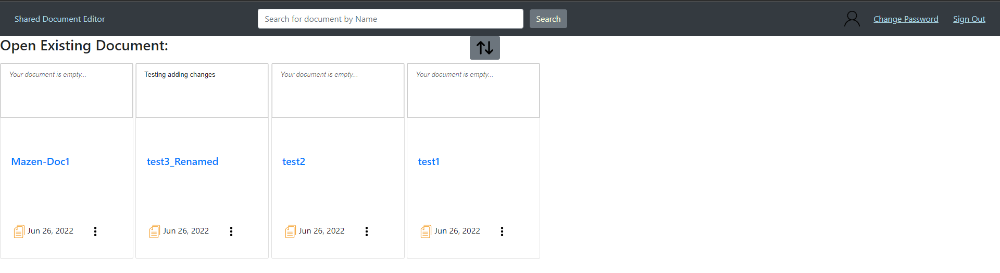 Shared Document Editor
Search for document by Name
Search
Change Password
Sign Out
Open Existing Document:
Your document is empty...
Testing adding changes
Your document is empty...
Your document is empty...
Mazen-Doc1
test3_Renamed
test2
test1
Jun 26, 2022
Jun 26, 2022
Jun 26, 2022
Jun 26, 2022